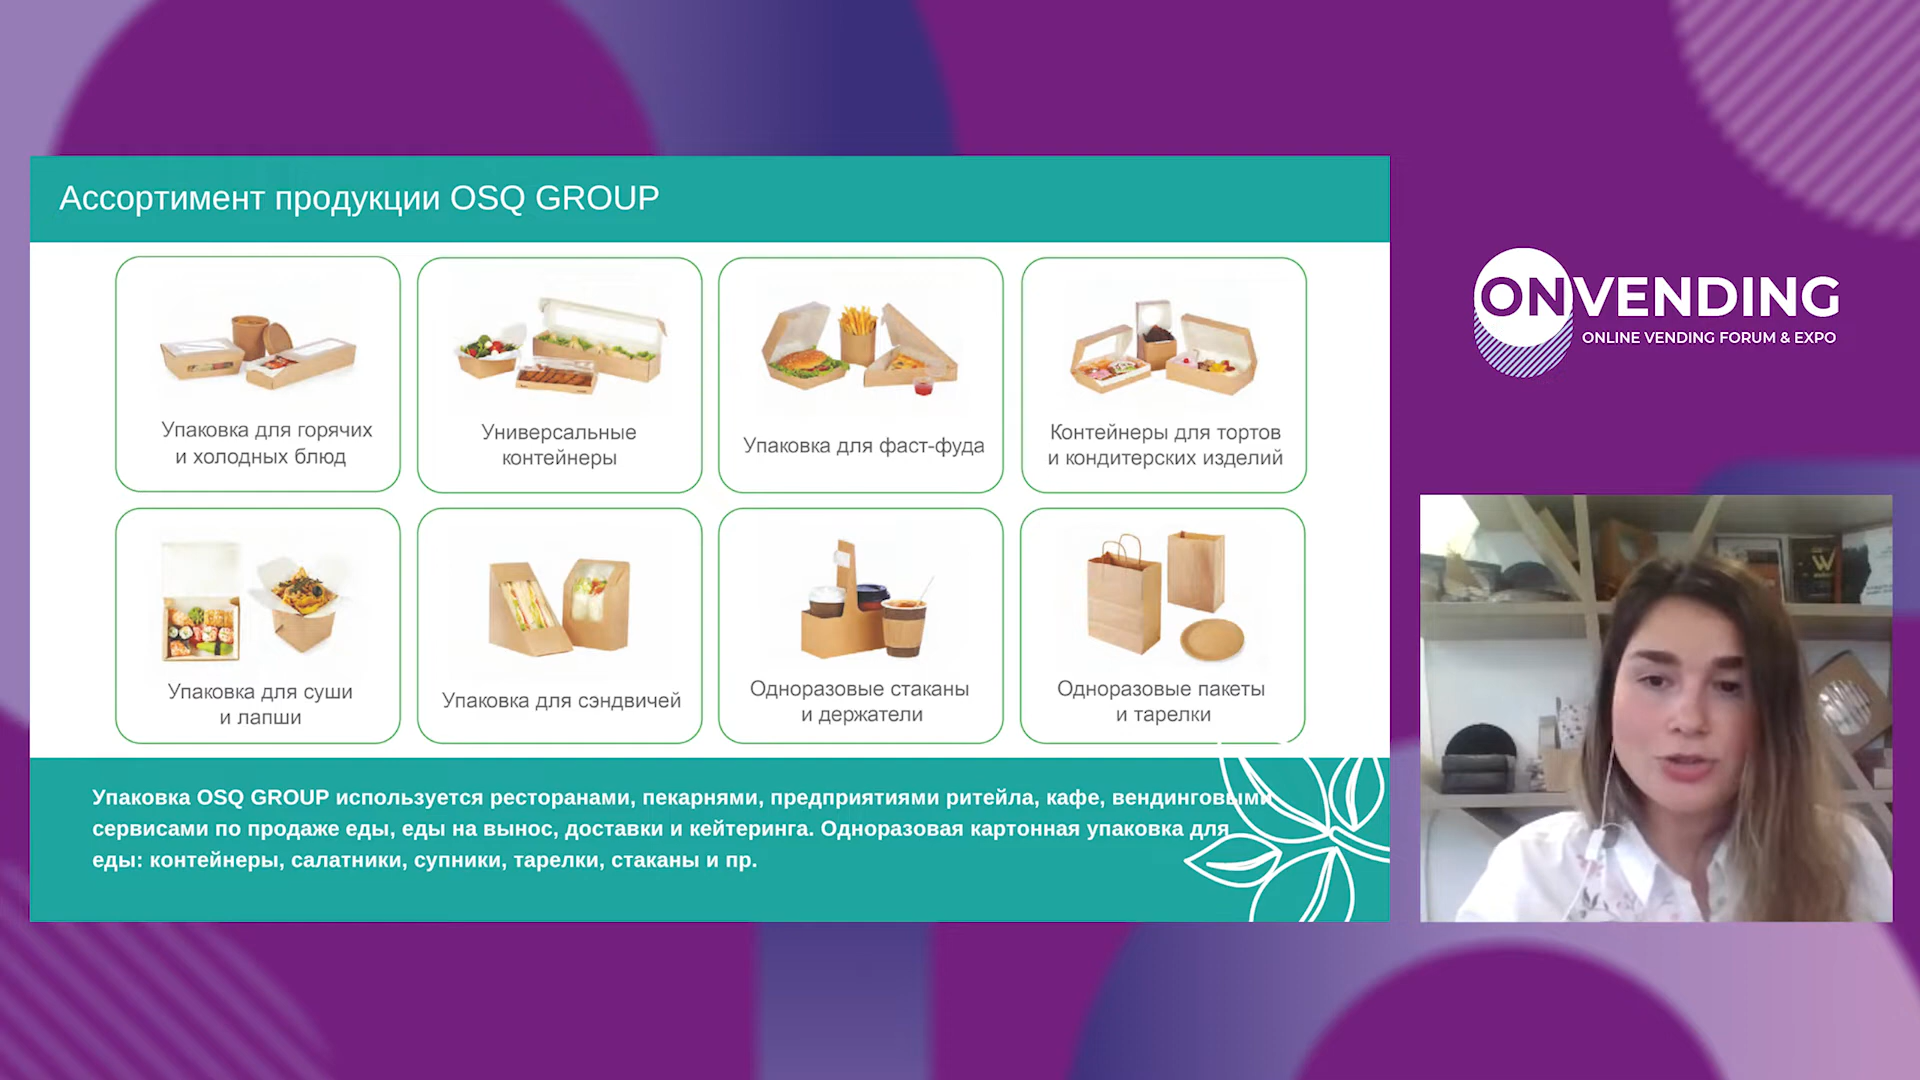 Ассортимент продукции OSQ GROUP
Упаковка для горячих
и холодных блюд
Универсальные
контейнеры
Упаковка для фаст-фуда
Контейнеры для тортов
и кондитерских изделий
Упаковка для суши
и лапши
Упаковка для сэндвичей
Одноразовые стаканы
и держатели
Одноразовые пакеты
и тарелки
Упаковка OSQ GROUP используется ресторанами, пекарнями, предприятиями ритейла, кафе, вендинговыми
сервисами по продаже еды, еды на вынос, доставки и кейтеринга. Одноразовая картонная упаковка для
еды: контейнеры, салатники, супники, тарелки, стаканы и пр.
ONVENDING
ONLINE VENDING FORUM & EXPO
W